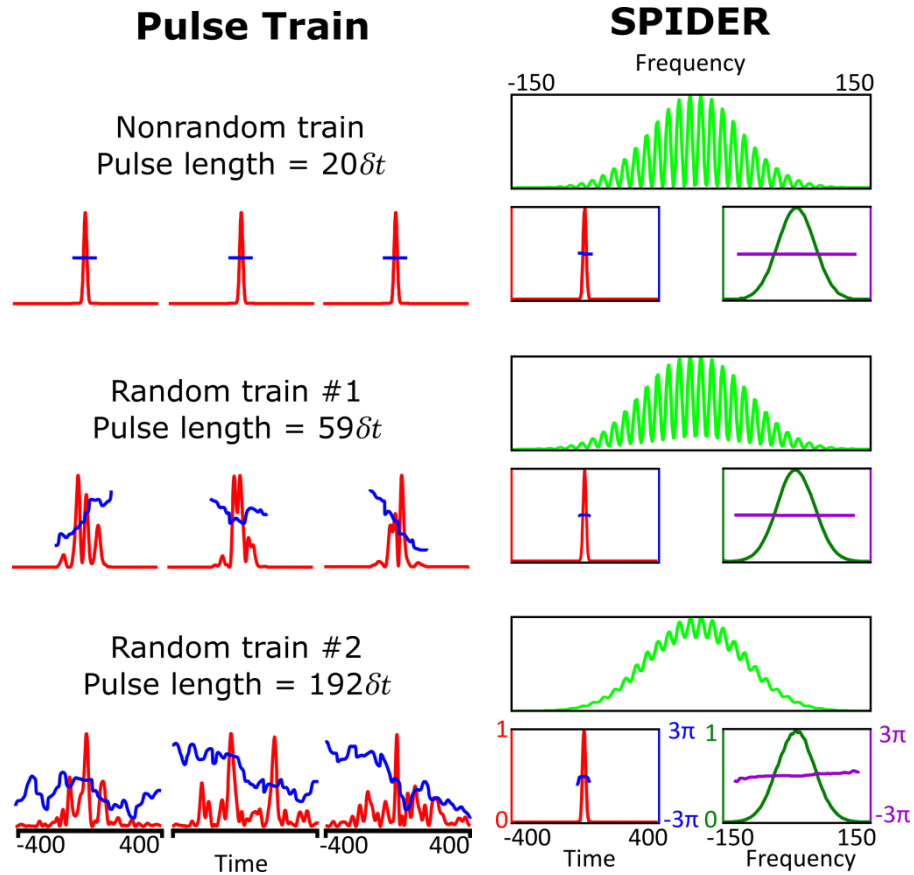 Pulse Train
SPIDER
Frequency
-150 150
Nonrandom train
Pulse length = 20δt
Random train #1
Pulse length = 59δt
Random train #2
Pulse length = 192δt
1 3π 1 3π
0 -3π 0 -3π
-400 400 -400 400 -400 400
Time
-400 400
Time
-150 150
Frequency